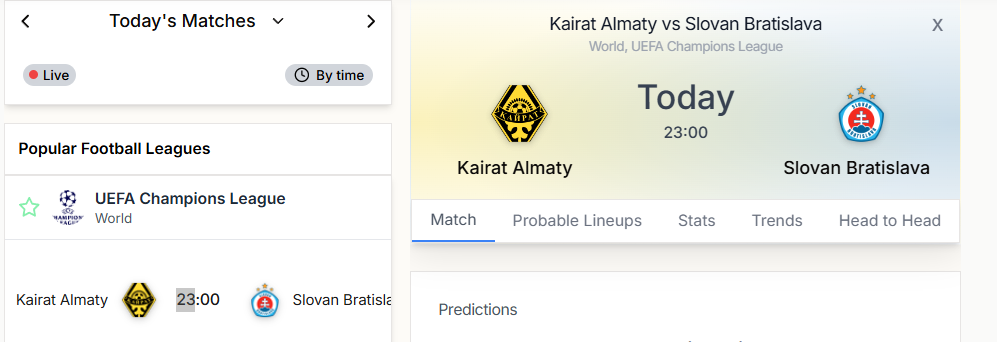 Today's Matches
Live
By time
Popular Football Leagues
UEFA Champions League
World
Kairat Almaty
23:00
Slovan Bratisla
Kairat Almaty vs Slovan Bratislava
X
World, UEFA Champions League
КАЙРАТ
Today
23:00
SLOVAN
BRATISLAVA
Kairat Almaty
Slovan Bratislava
Match
Probable Lineups
Stats
Trends
Head to Head
Predictions